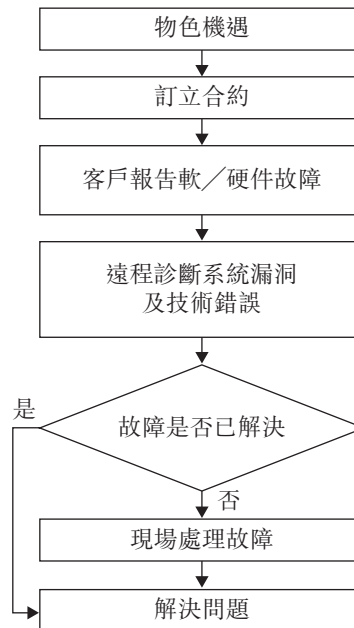 物色機遇
訂立合約
客戶報告軟／硬件故障
遠程診斷系統漏洞
及技術錯誤
是
故障是否已解決
否
現場處理故障
解決問題